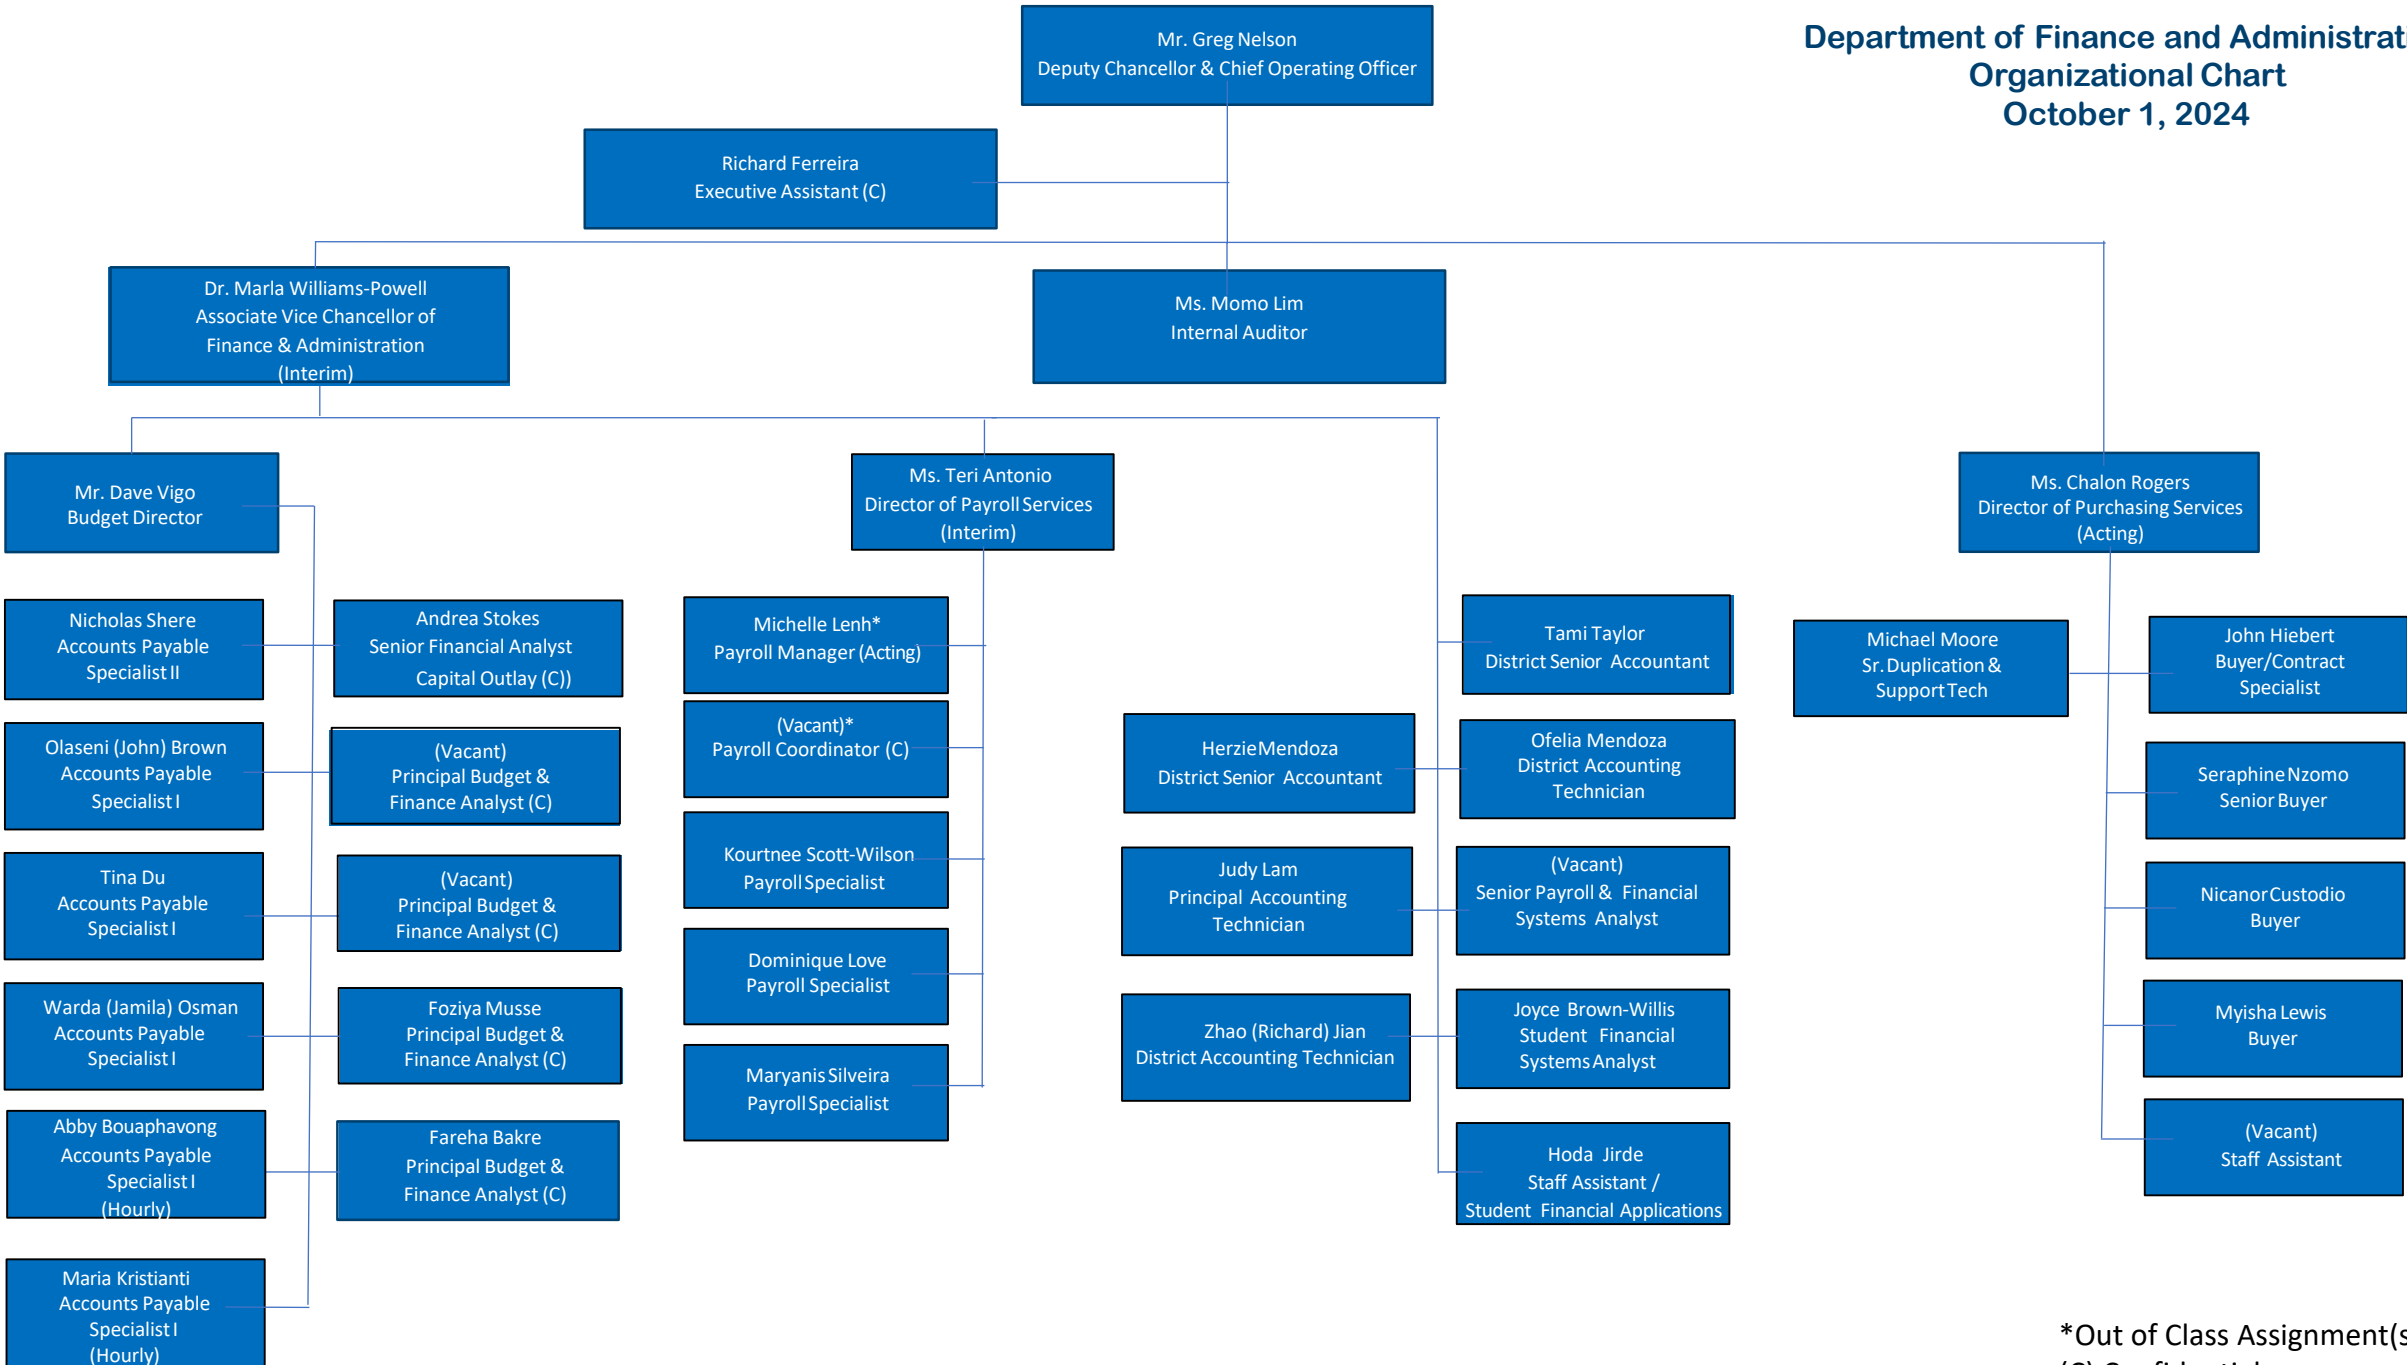 Mr. Greg Nelson
Deputy Chancellor & Chief Operating Officer
Department of Finance and Administrati
Organizational Chart
October 1, 2024
Richard Ferreira
Executive Assistant (C)
Dr. Marla Williams-Powell
Associate Vice Chancellor of
Finance & Administration
(Interim)
Ms. Momo Lim
Internal Auditor
Mr. Dave Vigo
Budget Director
Ms. Teri Antonio
Director of Payroll Services
(Interim)
Ms. Chalon Rogers
Director of Purchasing Services
(Acting)
Nicholas Shere
Accounts Payable
Specialist II
Andrea Stokes
Senior Financial Analyst
Capital Outlay (C))
Olaseni (John) Brown
Accounts Payable
Specialist I
(Vacant)
Principal Budget &
Finance Analyst (C)
Tina Du
Accounts Payable
Specialist I
(Vacant)
Principal Budget &
Finance Analyst (C)
Warda (Jamila) Osman
Accounts Payable
Specialist I
Foziya Musse
Principal Budget &
Finance Analyst (C)
Abby Bouaphavong
Accounts Payable
Specialist I
(Hourly)
Fareha Bakre
Principal Budget &
Finance Analyst (C)
Maria Kristianti
Accounts Payable
Specialist I
(Hourly)
Michelle Lenh*
Payroll Manager (Acting)
(Vacant)*
Payroll Coordinator (C)
Kourtnee Scott-Wilson
Payroll Specialist
Dominique Love
Payroll Specialist
Maryanis Silveira
Payroll Specialist
Tami Taylor
District Senior Accountant
Herzie Mendoza
District Senior Accountant
Ofelia Mendoza
District Accounting
Technician
Judy Lam
Principal Accounting
Technician
(Vacant)
Senior Payroll & Financial
Systems Analyst
Zhao (Richard) Jian
District Accounting Technician
Joyce Brown-Willis
Student Financial
Systems Analyst
Hoda Jirde
Staff Assistant /
Student Financial Applications
Michael Moore
Sr. Duplication &
Support Tech
John Hiebert
Buyer/Contract
Specialist
Seraphine Nzomo
Senior Buyer
Nicanor Custodio
Buyer
Myisha Lewis
Buyer
(Vacant)
Staff Assistant
*Out of Class Assignment(s